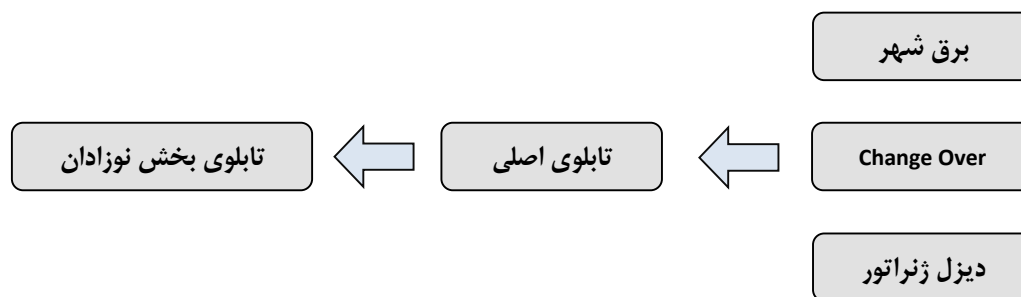 برق شهر
Change Over
تابلوی اصلی
تابلوی بخش نوزادان
دیزل ژنراتور